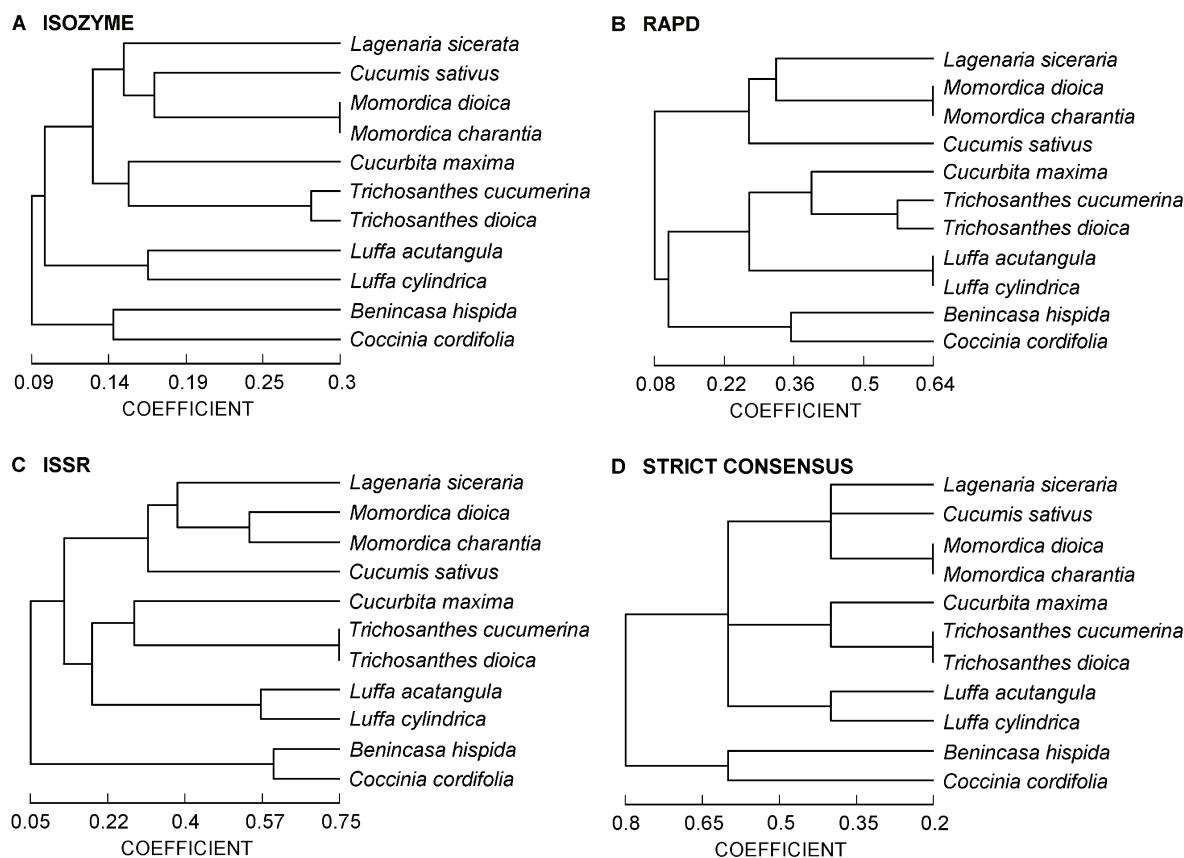 A ISOZYME
Lagenaria sicerata
Cucumis sativus
Momordica dioica
Momordica charantia
Cucurbita maxima
Trichosanthes cucumerina
Trichosanthes dioica
Luffa acutangula
Luffa cylindrica
Benincasa hispida
Coccinia cordifolia
0.09 0.14 0.19 0.25 0.3
COEFFICIENT
B RAPD
Lagenaria siceraria
Momordica dioica
Momordica charantia
Cucumis sativus
Cucurbita maxima
Trichosanthes cucumerina
Trichosanthes dioica
Luffa acutangula
Luffa cylindrica
Benincasa hispida
Coccinia cordifolia
0.08 0.22 0.36 0.5 0.64
COEFFICIENT
C ISSR
Lagenaria siceraria
Momordica dioica
Momordica charantia
Cucumis sativus
Cucurbita maxima
Trichosanthes cucumerina
Trichosanthes dioica
Luffa acatangula
Luffa cylindrica
Benincasa hispida
Coccinia cordifolia
0.05 0.22 0.4 0.57 0.75
COEFFICIENT
D STRICT CONSENSUS
Lagenaria siceraria
Cucumis sativus
Momordica dioica
Momordica charantia
Cucurbita maxima
Trichosanthes cucumerina
Trichosanthes dioica
Luffa acutangula
Luffa cylindrica
Benincasa hispida
Coccinia cordifolia
0.8 0.65 0.5 0.35 0.2
COEFFICIENT